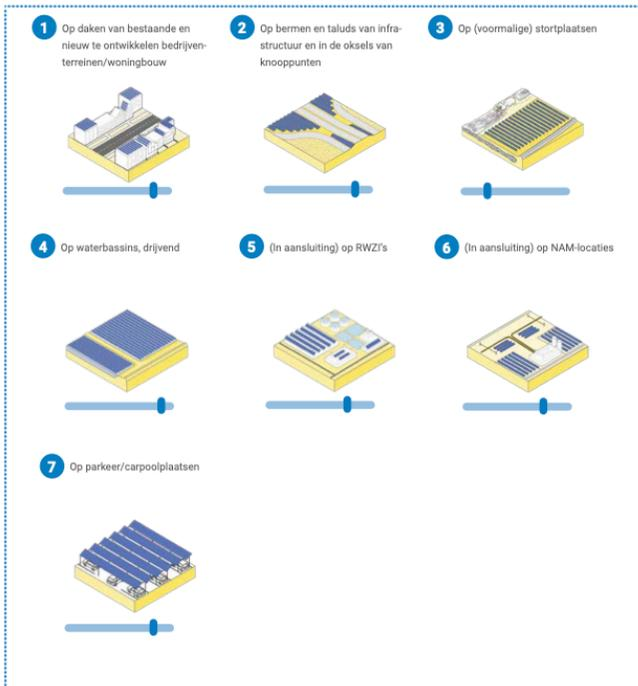 1
Op daken van bestaande en
nieuw te ontwikkelen bedrijven-
terreinen/woningbouw
2
Op bermen en taluds van infra-
structuur en in de oksels van
knooppunten
3
Op (voormalige) stortplaatsen
4
Op waterbassins, drijvend
5
(In aansluiting) op RWZI's
6
(In aansluiting) op NAM-locaties
7
Op parkeer/carpoolplaatsen